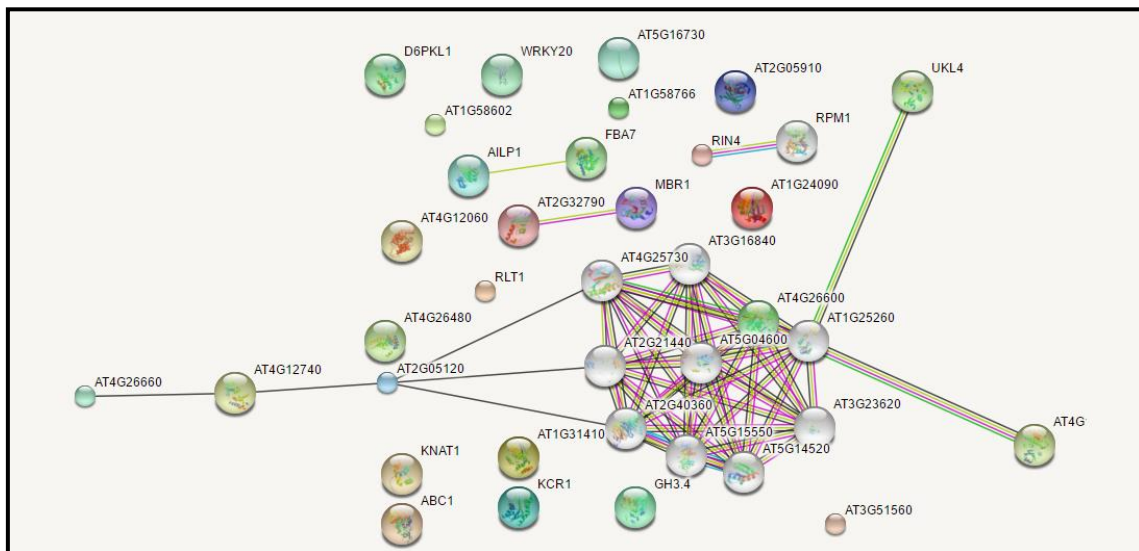 D6PKL1
WRKY20
AT5G16730
AT2G05910
UKL4
AT1G58602
AT1G58766
RPM1
RIN4
FBA7
AILP1
AT2G32790
MBR1
AT1G24090
AT4G12060
AT3G16840
AT4G25730
RLT1
AT4G26600
AT1G25260
AT4G26480
AT2G21440
AT5G04600
AT2G05120
AT4G12740
AT4G26660
AT2G40360
AT3G23620
AT4G
AT1G31410
AT5G15550
AT5G14520
KNAT1
KCR1
GH3.4
ABC1
AT3G51560